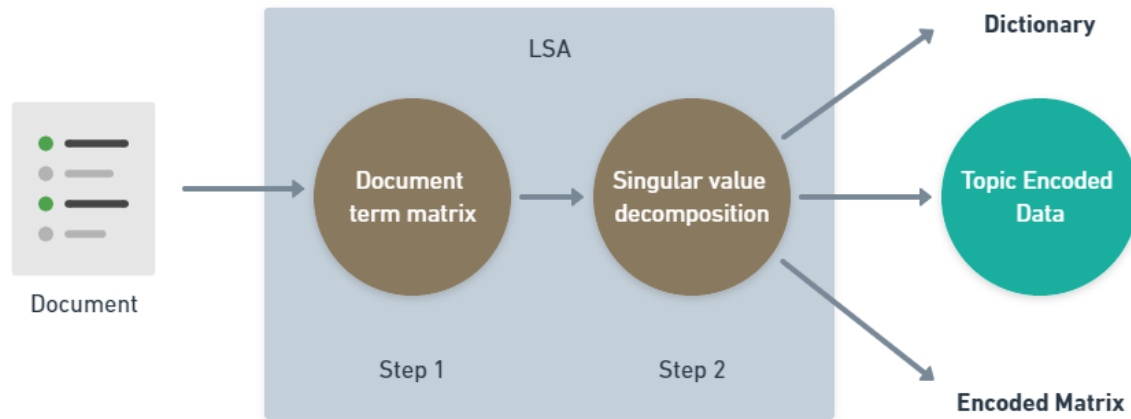 LSA
Dictionary
Document
term matrix
Singular value
decomposition
Topic Encoded
Data
Document
Step 1
Step 2
Encoded Matrix